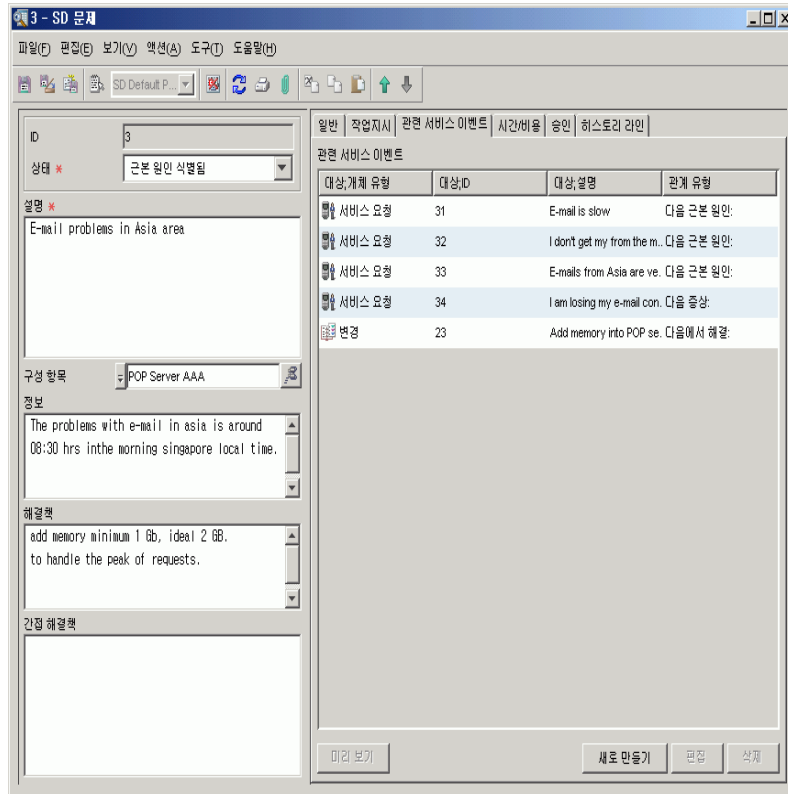 3 - SD 문제
파일(F) 편집(E) 보기(V) 액션(A) 도구(T) 도움말(H)
SD Default P...
ID 3
상태 * 근본 원인 식별됨
설명 *
E-mail problems in Asia area
구성 항목 POP Server AAA
정보
The problems with e-mail in asia is around
08:30 hrs inthe morning singapore local time.
해결책
add memory minimum 1 Gb, ideal 2 GB.
to handle the peak of requests.
간접 해결책
일반 작업지시 관련 서비스 이벤트 시간/비용 승인 히스토리 라인
관련 서비스 이벤트
대상;개체 유형 대상;ID 대상;설명 관계 유형
서비스 요청 31 E-mail is slow 다음 근본 원인:
서비스 요청 32 I don't get my from the m.. 다음 근본 원인:
서비스 요청 33 E-mails from Asia are ve. 다음 근본 원인:
서비스 요청 34 I am losing my e-mail con. 다음 증상:
변경 23 Add memory into POP se. 다음에서 해결:
미리 보기 새로 만들기 편집 삭제